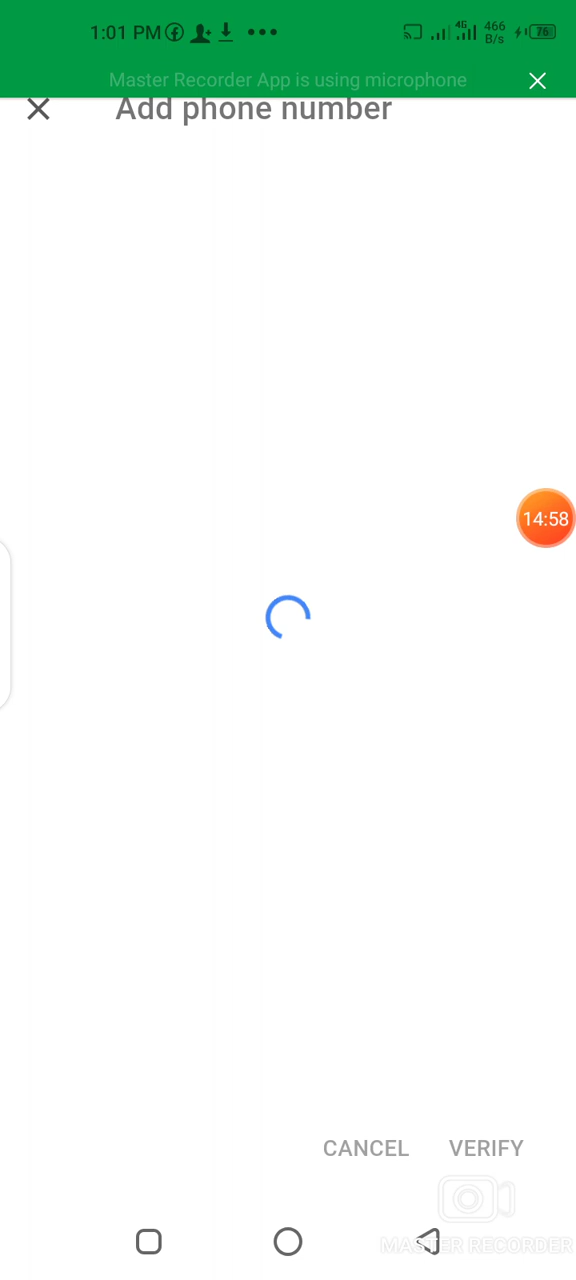 1:01 PM 4G 466 B/s 76
Master Recorder App is using microphone
Add phone number
14:58
CANCEL VERIFY
MASTER RECORDER